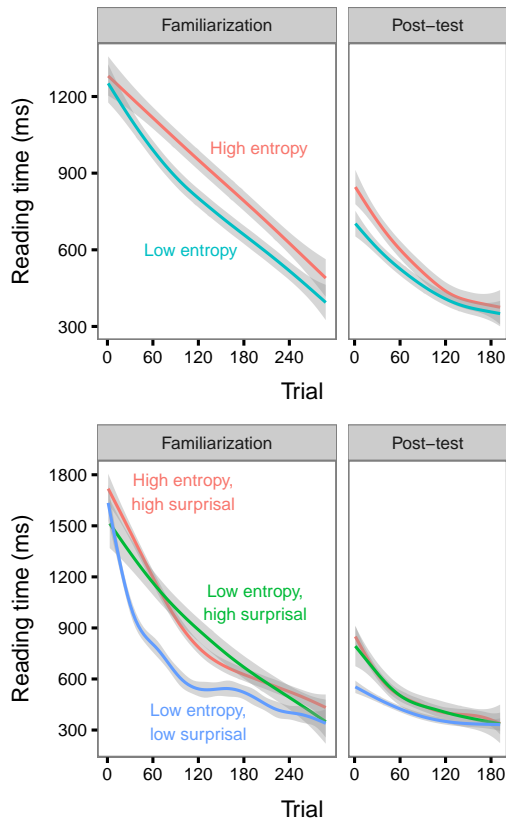 Familiarization
Post−test
Reading time (ms)
1200
900
600
300
High entropy
Low entropy
0 60 120 180 240
0 60 120 180
Trial
Familiarization
Post−test
Reading time (ms)
1800
1500
1200
900
600
300
High entropy,
high surprisal
Low entropy,
high surprisal
Low entropy,
low surprisal
0 60 120 180 240
0 60 120 180
Trial